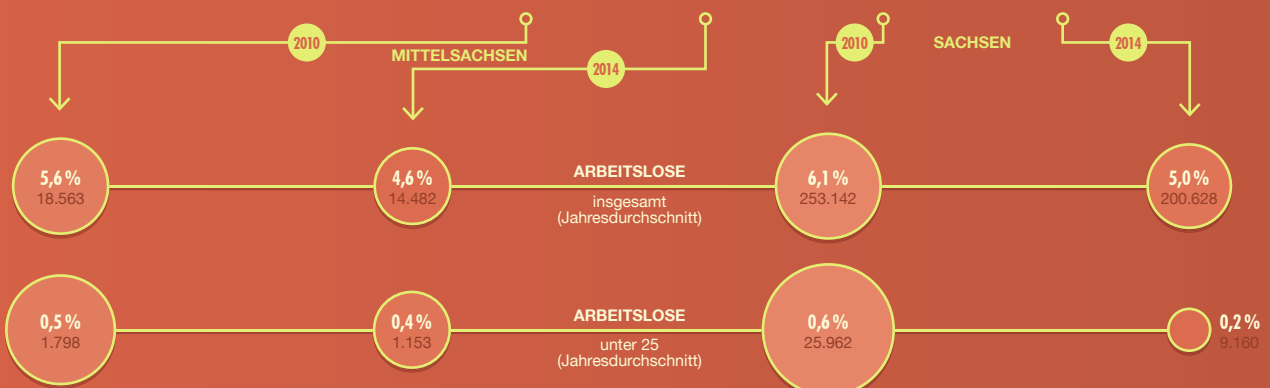 2010
MITTELSACHSEN
2014
2010
SACHSEN
2014
5,6 %
18.563
4,6 %
14.482
ARBEITSLOSE
insgesamt
(Jahresdurchschnitt)
6,1 %
253.142
5,0 %
200.628
0,5 %
1.798
0,4 %
1.153
ARBEITSLOSE
unter 25
(Jahresdurchschnitt)
0,6 %
25.962
0,2 %
9.160